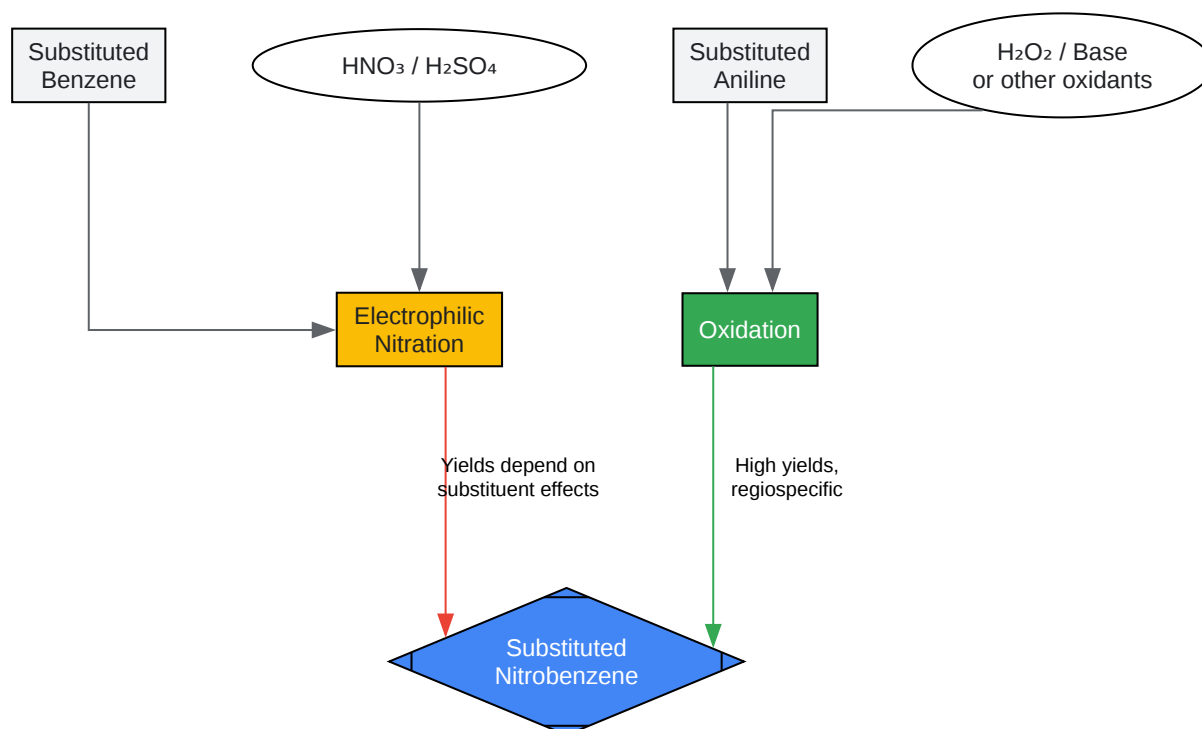 Substituted
Benzene
HNO₃ / H₂SO₄
Substituted
Aniline
H₂O₂ / Base
or other oxidants
Electrophilic
Nitration
Oxidation
Yields depend on
substituent effects
High yields,
regiospecific
Substituted
Nitrobenzene